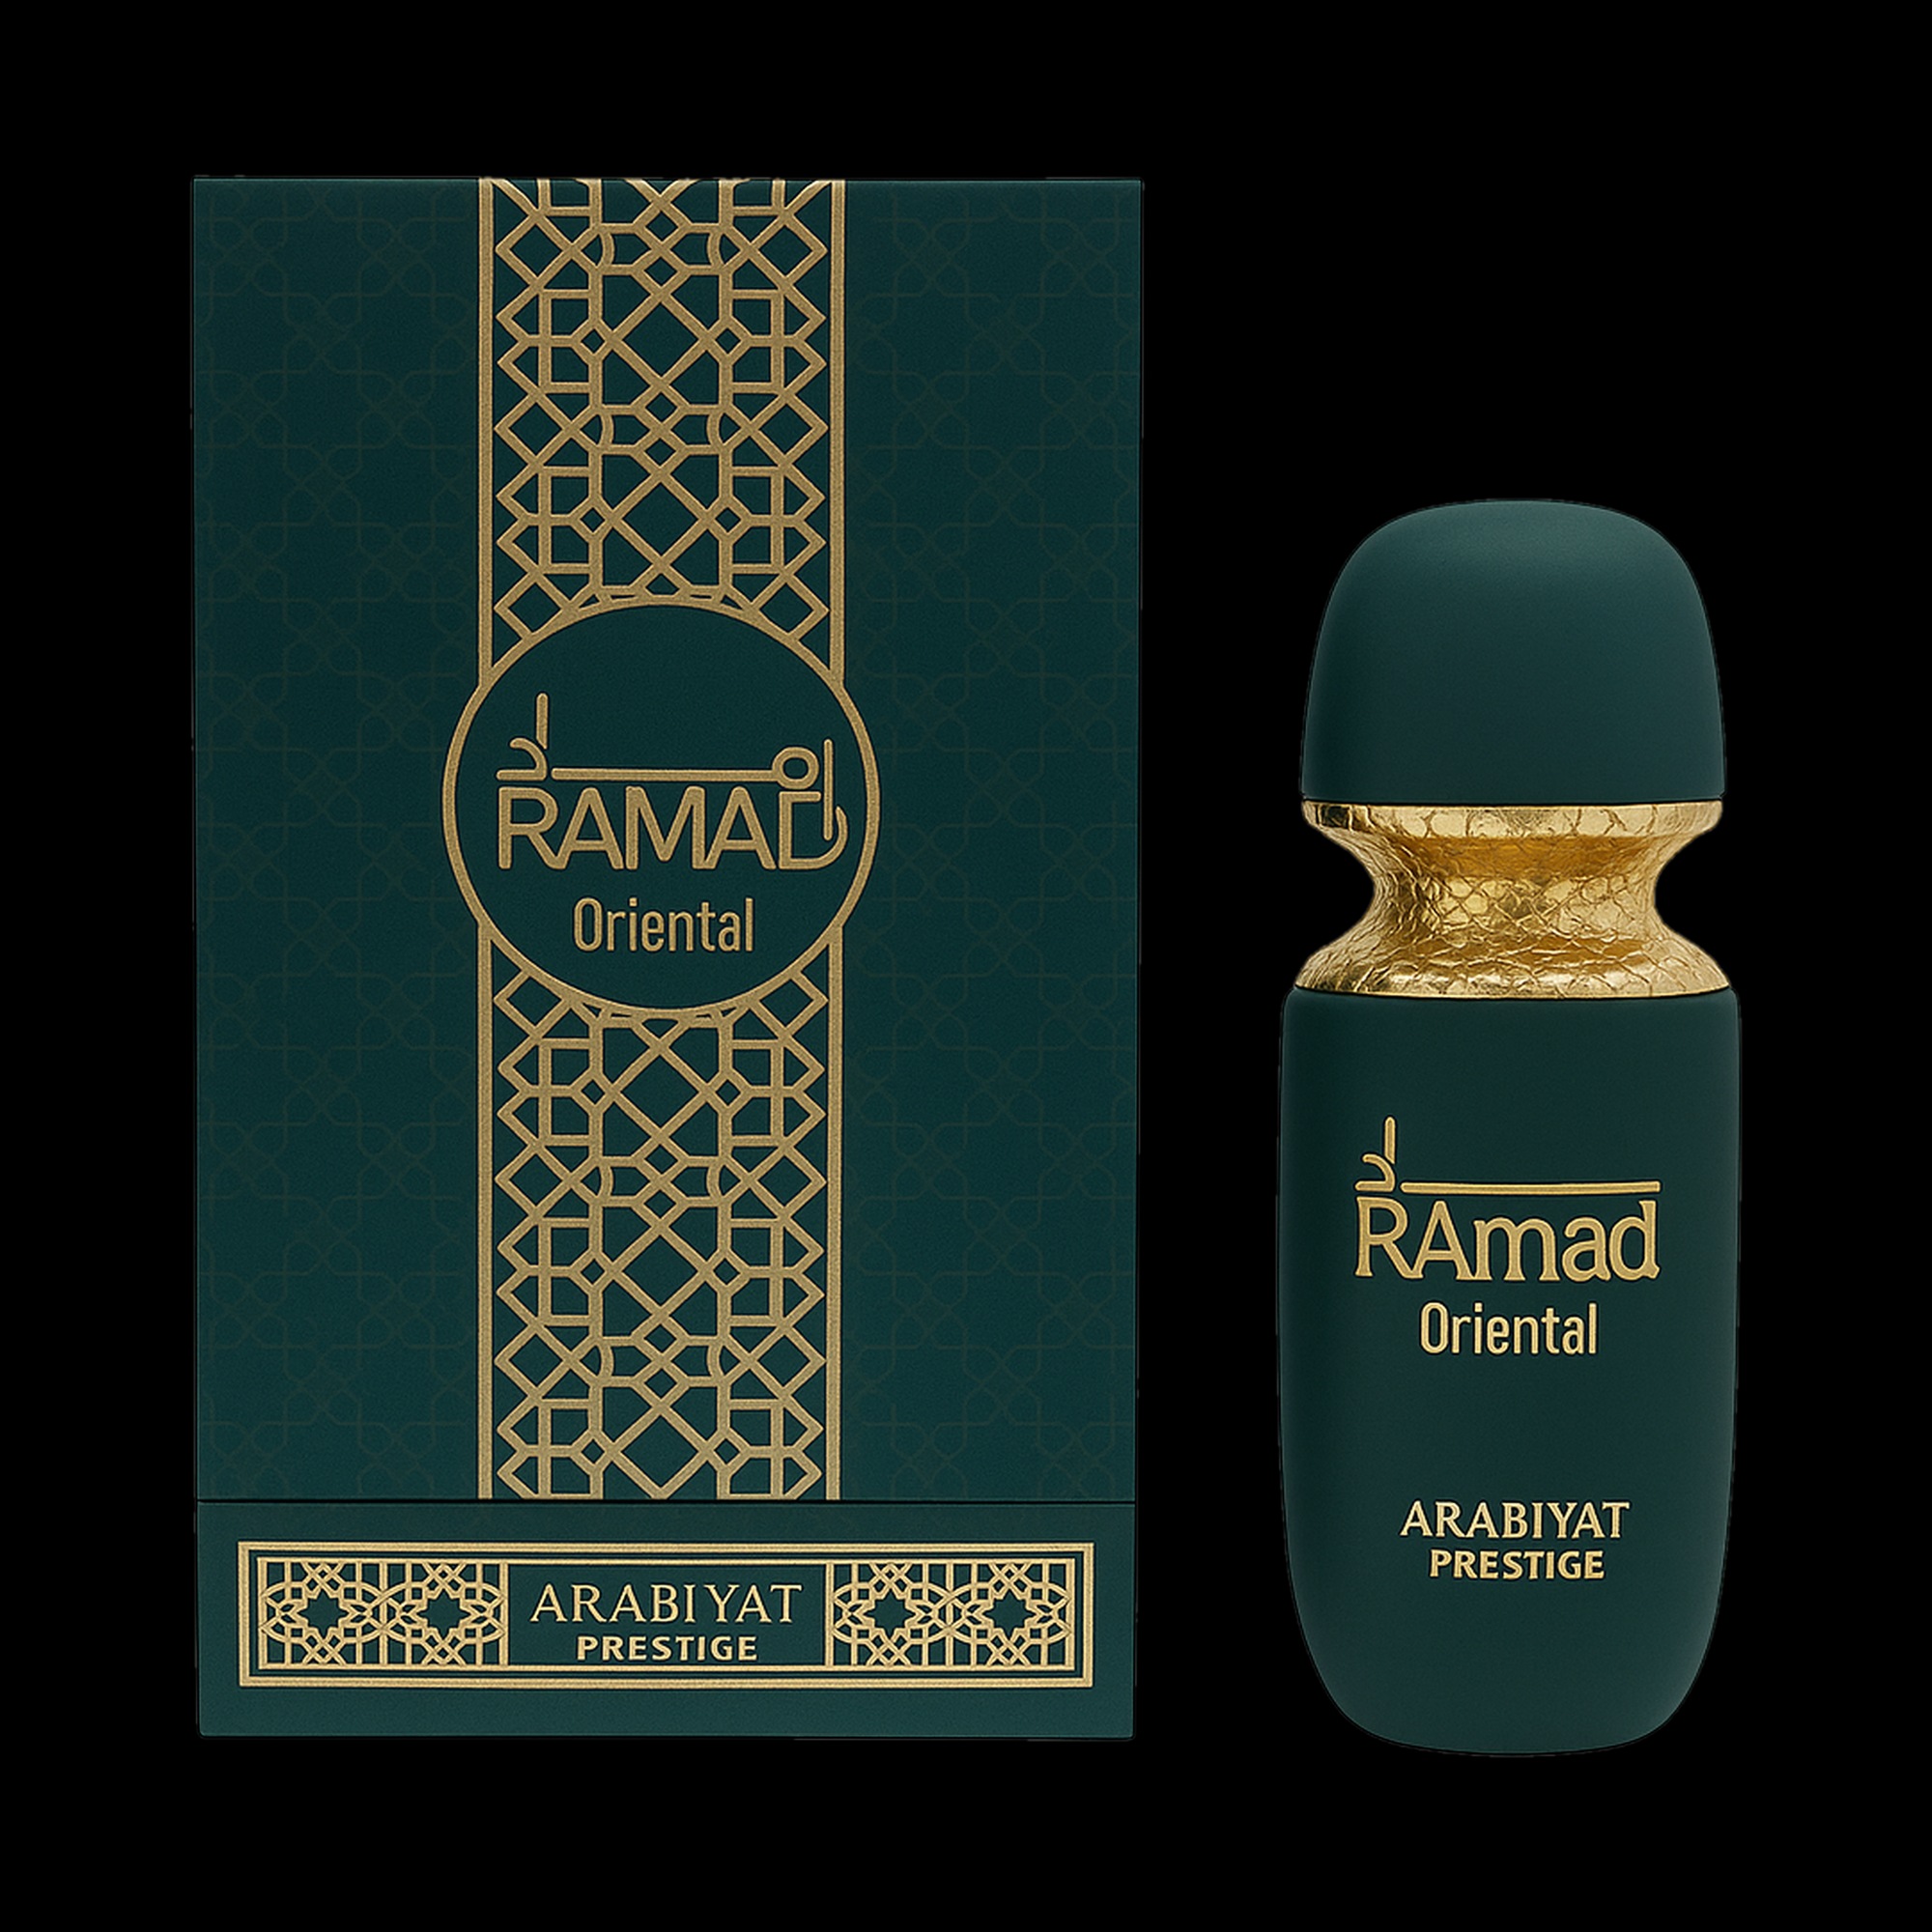 RAMAD
Oriental
ARABIYAT
PRESTIGE
RAmad
Oriental
ARABIYAT
PRESTIGE